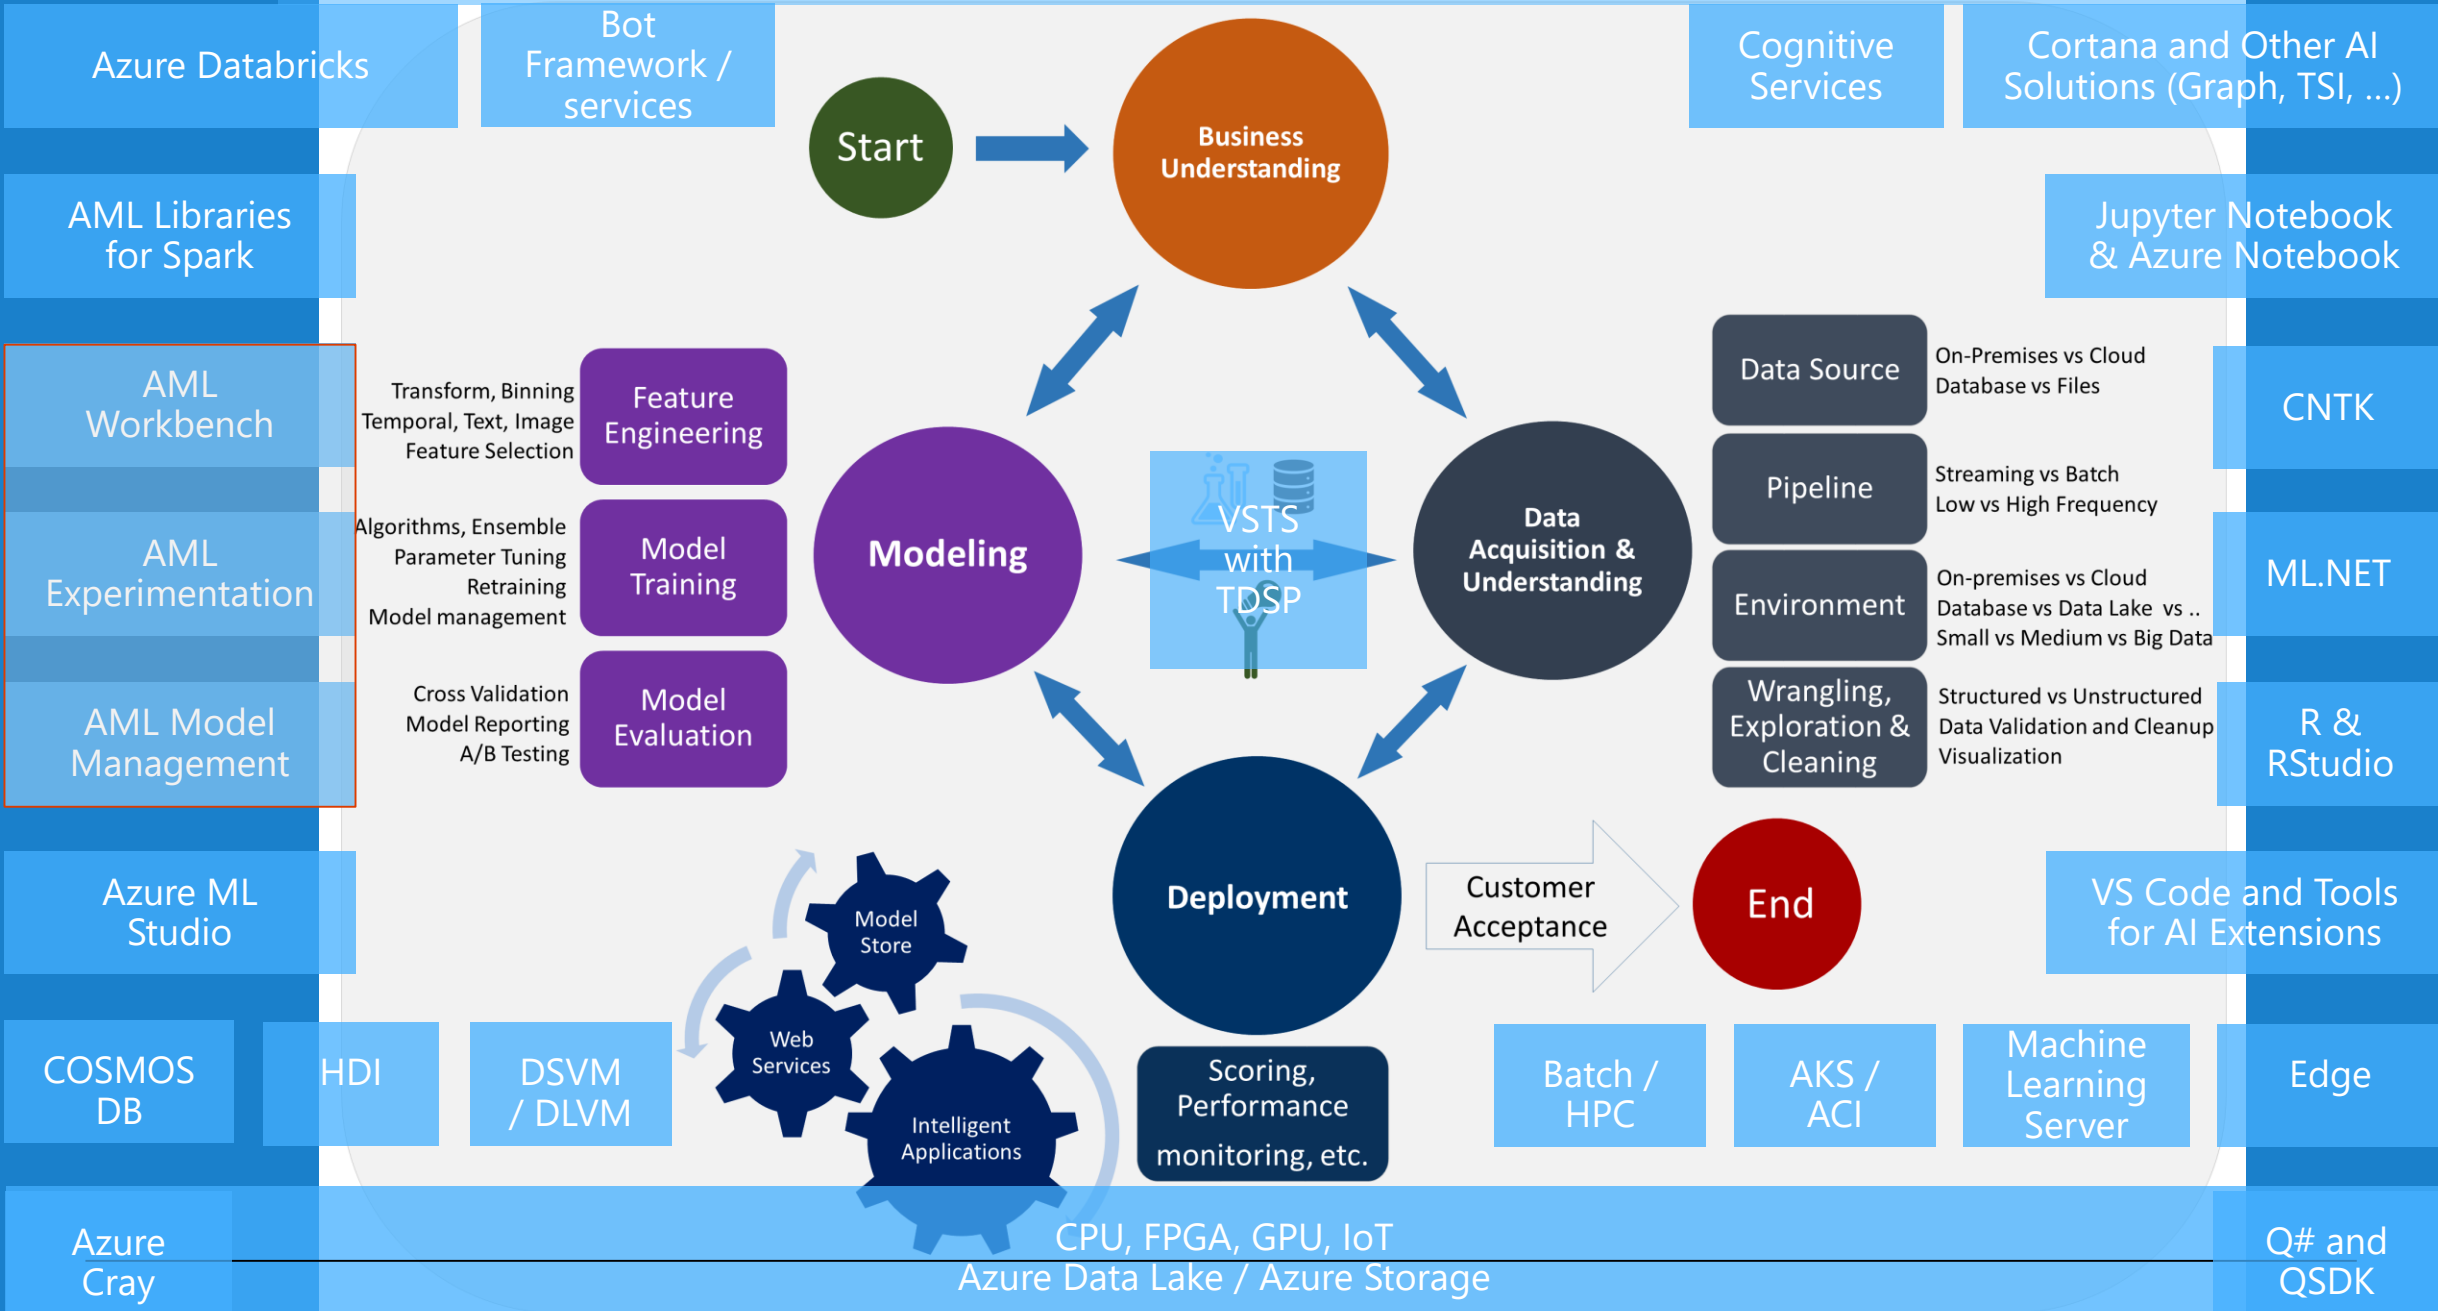 Azure Databricks
Bot
Framework /
services
Cognitive
Services
Cortana and Other AI
Solutions (Graph, TSI, ...)
Start
Business
Understanding
AML Libraries
for Spark
Jupyter Notebook
& Azure Notebook
AML
Workbench
AML
Experimentation
AML Model
Management
Transform, Binning
Temporal, Text, Image
Feature Selection
Feature
Engineering
Algorithms, Ensemble
Parameter Tuning
Retraining
Model management
Model
Training
Cross Validation
Model Reporting
A/B Testing
Model
Evaluation
Modeling
VSTS
with
TDSP
Data
Acquisition &
Understanding
Data Source
On-Premises vs Cloud
Database vs Files
Pipeline
Streaming vs Batch
Low vs High Frequency
Environment
On-premises vs Cloud
Database vs Data Lake vs ..
Small vs Medium vs Big Data
Wrangling,
Exploration &
Cleaning
Structured vs Unstructured
Data Validation and Cleanup
Visualization
CNTK
ML.NET
R &
RStudio
Azure ML
Studio
Model
Store
Web
Services
Intelligent
Applications
Deployment
Customer
Acceptance
End
VS Code and Tools
for AI Extensions
COSMOS
DB
HDI
DSVM
/ DLVM
Scoring,
Performance
monitoring, etc.
Batch /
HPC
AKS /
ACI
Machine
Learning
Server
Edge
Azure
Cray
CPU, FPGA, GPU, IoT
Azure Data Lake / Azure Storage
Q# and
QSDK